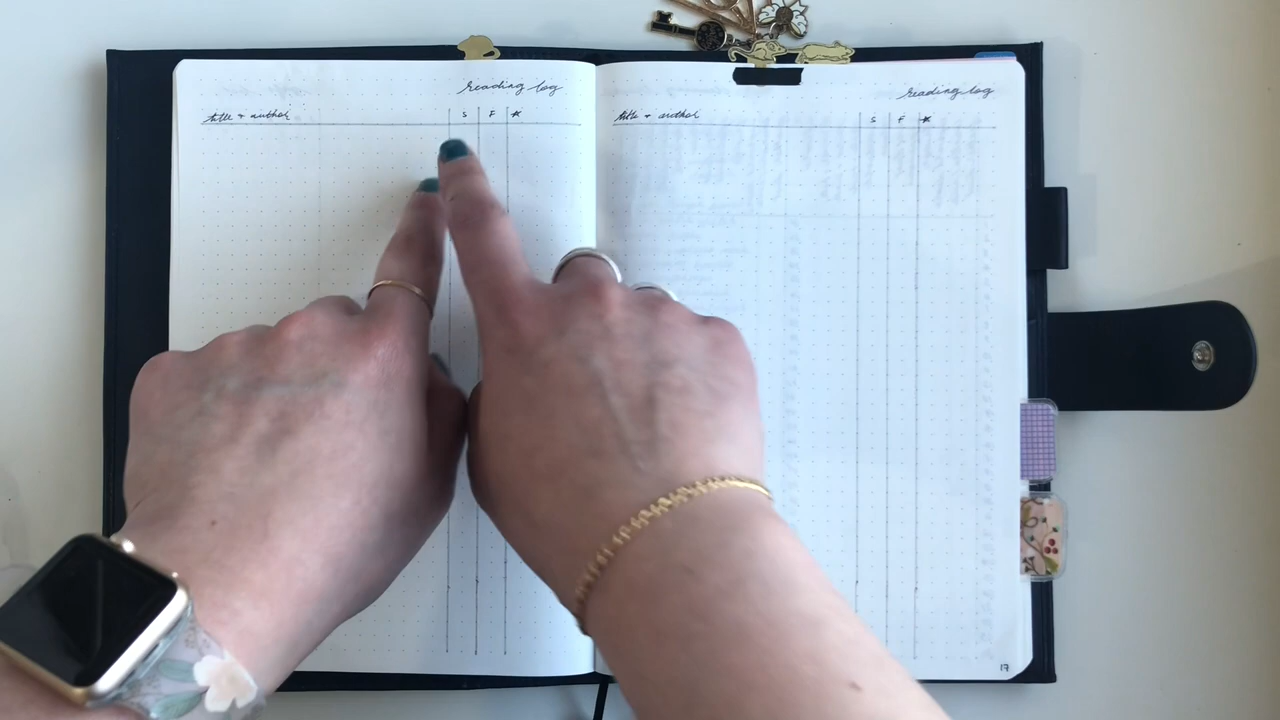 reading log
title + author S F ★
reading log
title + author S F ★
17